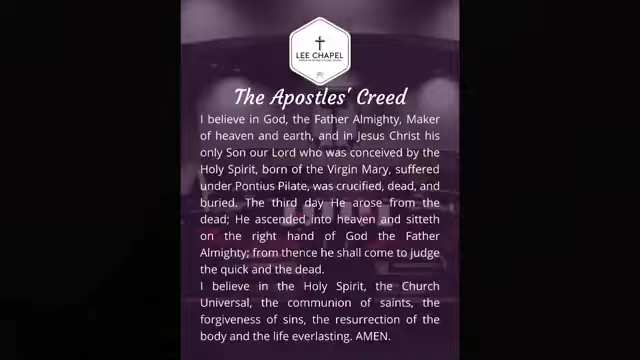 LEE CHAPEL
The Apostles' Creed
I believe in God, the Father Almighty, Maker
of heaven and earth, and in Jesus Christ his
only Son our Lord who was conceived by the
Holy Spirit, born of the Virgin Mary, suffered
under Pontius Pilate, was crucified, dead, and
buried. The third day He arose from the
dead; He ascended into heaven and sitteth
on the right hand of God the Father
Almighty; from thence he shall come to judge
the quick and the dead.
I believe in the Holy Spirit, the Church
Universal, the communion of saints, the
forgiveness of sins, the resurrection of the
body and the life everlasting. AMEN.